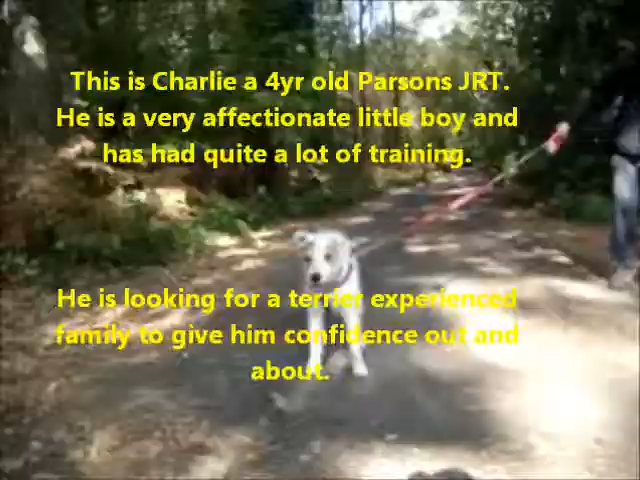 This is Charlie a 4yr old Parsons JRT.
He is a very affectionate little boy and
has had quite a lot of training.
He is looking for a terrier experienced
family to give him confidence out and
about.